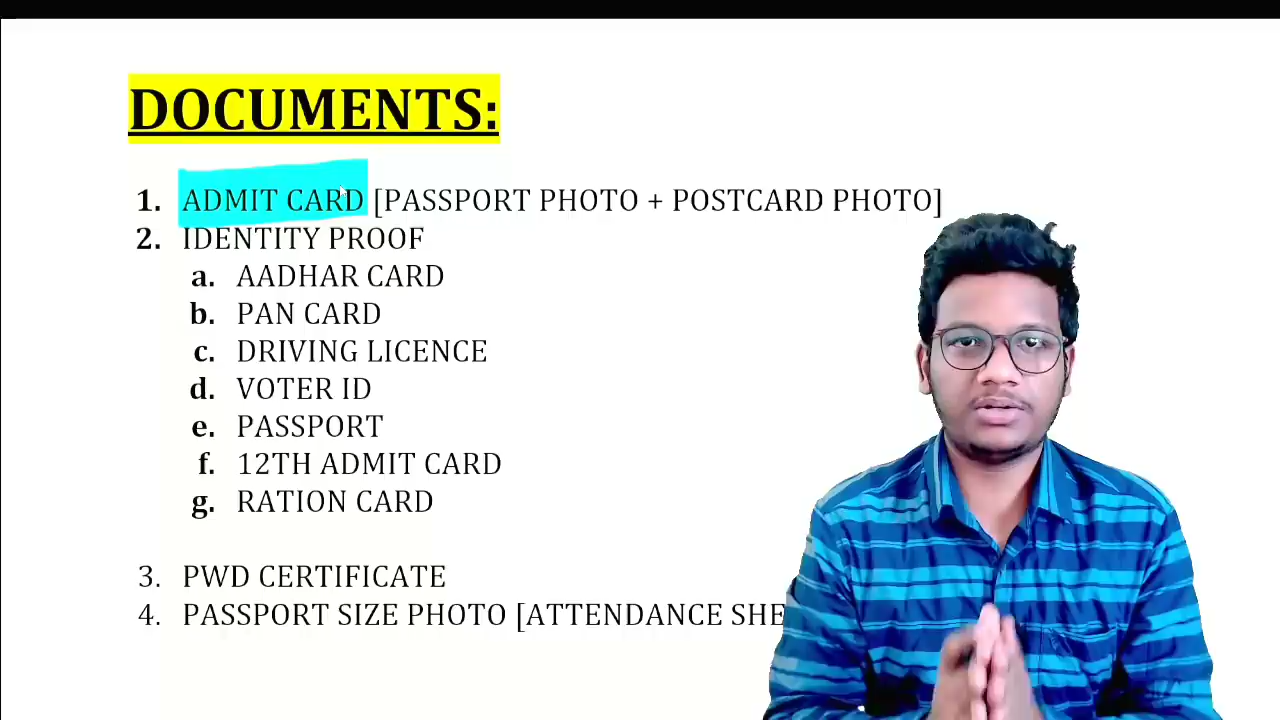 DOCUMENTS:
1. ADMIT CARD [PASSPORT PHOTO + POSTCARD PHOTO]
2. IDENTITY PROOF
a. AADHAR CARD
b. PAN CARD
c. DRIVING LICENCE
d. VOTER ID
e. PASSPORT
f. 12TH ADMIT CARD
g. RATION CARD
3. PWD CERTIFICATE
4. PASSPORT SIZE PHOTO [ATTENDANCE